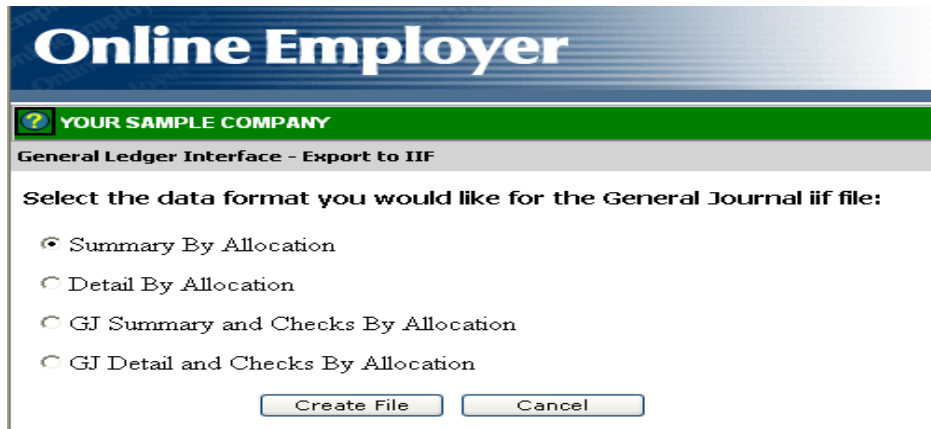 Online Employer
? YOUR SAMPLE COMPANY
General Ledger Interface - Export to IIF
Select the data format you would like for the General Journal iif file:
Summary By Allocation
Detail By Allocation
GJ Summary and Checks By Allocation
GJ Detail and Checks By Allocation
Create File Cancel